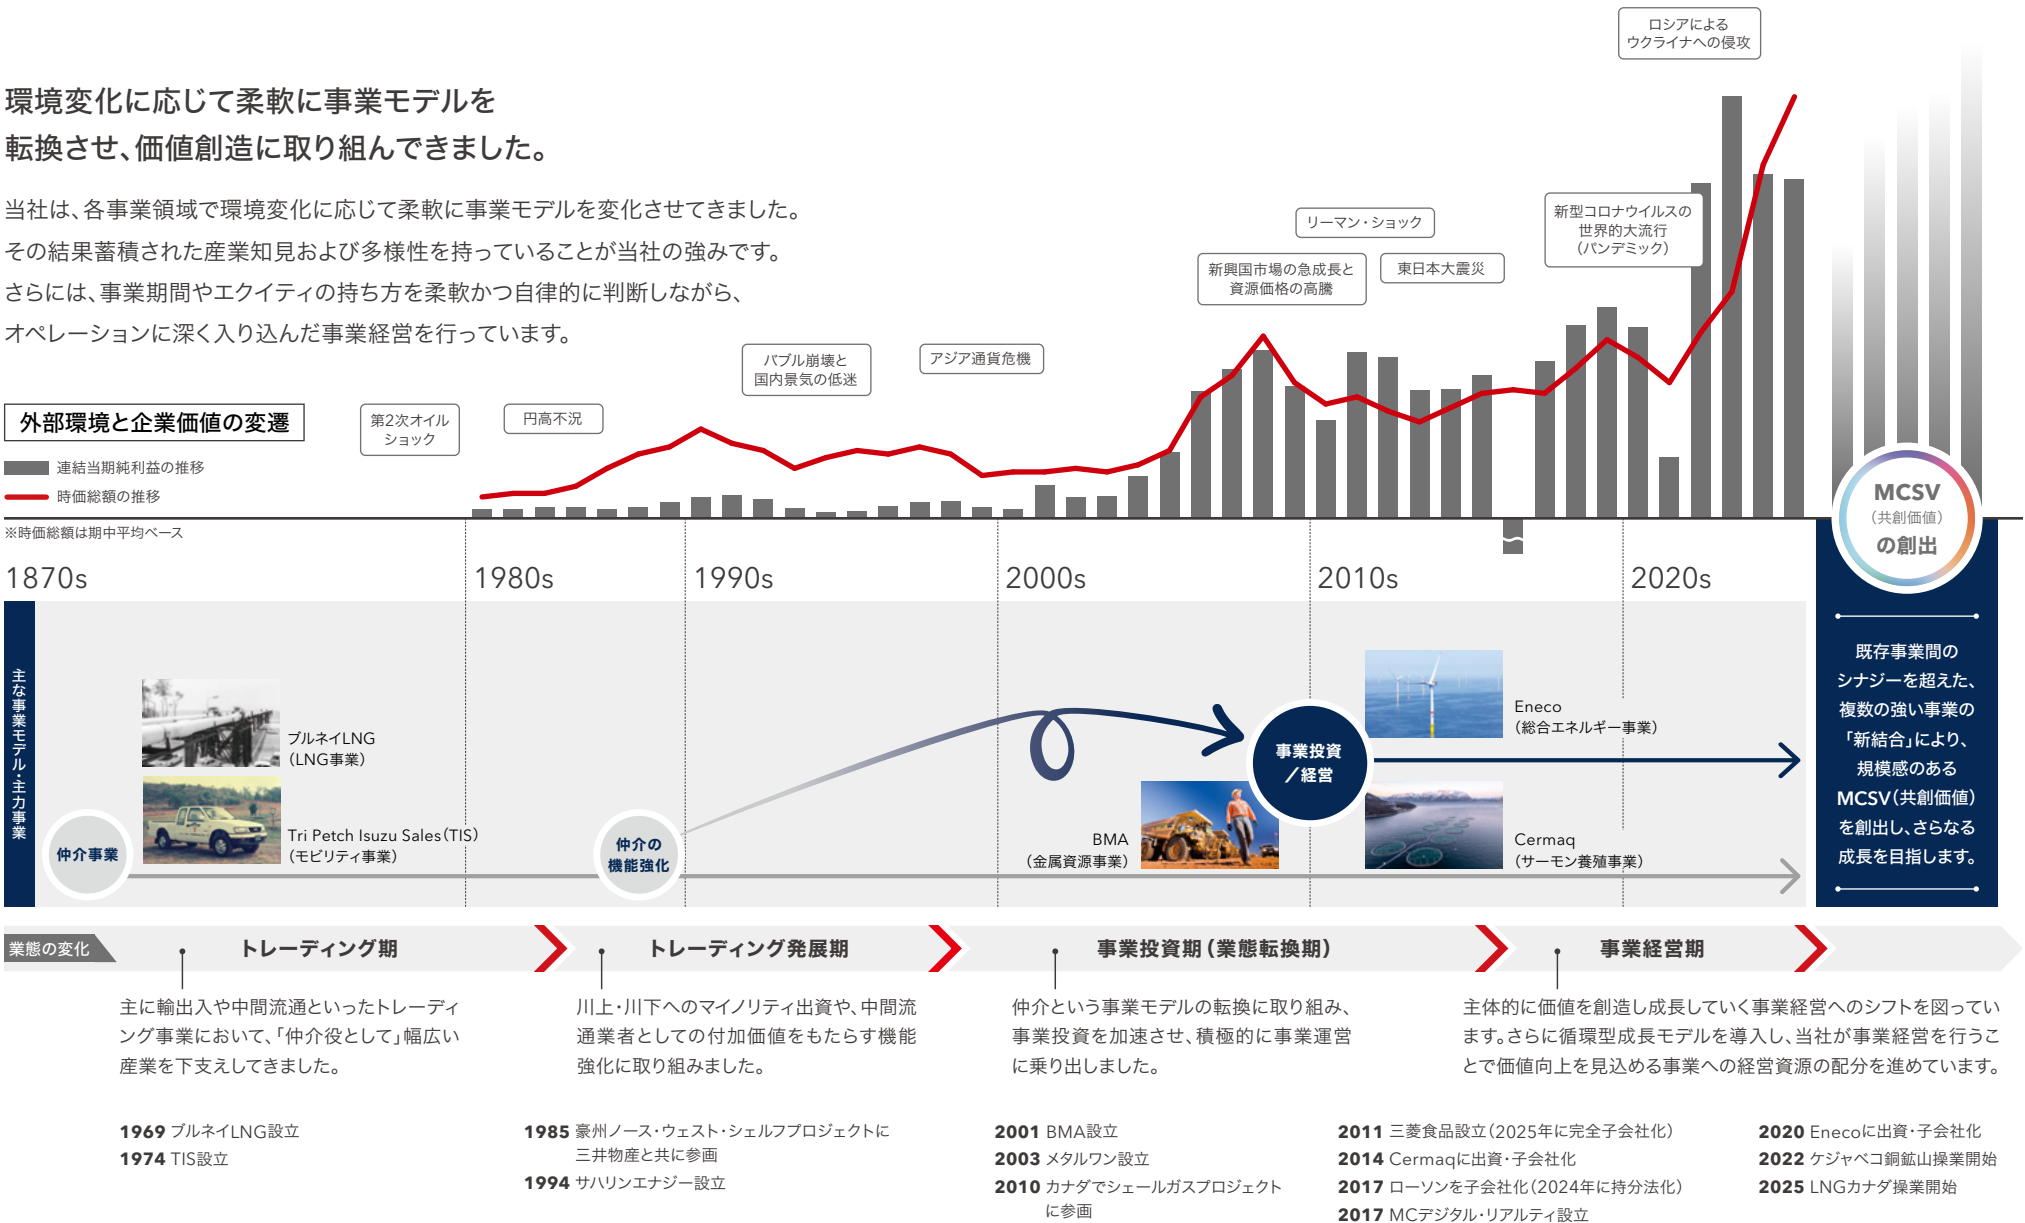 環境変化に応じて柔軟に事業モデルを
転換させ、価値創造に取り組んできました。
当社は、各事業領域で環境変化に応じて柔軟に事業モデルを変化させてきました。
その結果蓄積された産業知見および多様性を持っていることが当社の強みです。
さらには、事業期間やエクイティの持ち方を柔軟かつ自律的に判断しながら、
オペレーションに深く入り込んだ事業経営を行っています。
外部環境と企業価値の変遷
連結当期純利益の推移
時価総額の推移
※時価総額は期中平均ベース
第2次オイル
ショック
円高不況
バブル崩壊と
国内景気の低迷
アジア通貨危機
新興国市場の急成長と
資源価格の高騰
リーマン・ショック
東日本大震災
新型コロナウイルスの
世界的大流行
（パンデミック）
ロシアによる
ウクライナへの侵攻
1870s
1980s
1990s
2000s
2010s
2020s
MCSV
（共創価値）
の創出
既存事業間の
シナジーを超えた、
複数の強い事業の
「新結合」により、
規模感のある
MCSV（共創価値）
を創出し、さらなる
成長を目指します。
主な事業モデル・主力事業
仲介事業
ブルネイLNG
（LNG事業）
Tri Petch Isuzu Sales（TIS）
（モビリティ事業）
仲介の
機能強化
BMA
（金属資源事業）
事業投資
／経営
Eneco
（総合エネルギー事業）
Cermaq
（サーモン養殖事業）
業態の変化
トレーディング期
主に輸出入や中間流通といったトレーディ
ング事業において、「仲介役として」幅広い
産業を下支えしてきました。
1969 ブルネイLNG設立
1974 TIS設立
トレーディング発展期
川上・川下へのマイノリティ出資や、中間流
通業者としての付加価値をもたらす機能
強化に取り組みました。
1985 豪州ノース・ウェスト・シェルフプロジェクトに
三井物産と共に参画
1994 サハリンエナジー設立
事業投資期（業態転換期）
仲介という事業モデルの転換に取り組み、
事業投資を加速させ、積極的に事業運営
に乗り出しました。
2001 BMA設立
2003 メタルワン設立
2010 カナダでシェールガスプロジェクト
に参画
事業経営期
主体的に価値を創造し成長していく事業経営へのシフトを図ってい
ます。さらに循環型成長モデルを導入し、当社が事業経営を行うこ
とで価値向上を見込める事業への経営資源の配分を進めています。
2011 三菱食品設立（2025年に完全子会社化）
2014 Cermaqに出資・子会社化
2017 ローソンを子会社化（2024年に持分法化）
2017 MCデジタル・リアルティ設立
2020 Enecoに出資・子会社化
2022 ケジャベコ銅鉱山操業開始
2025 LNGカナダ操業開始